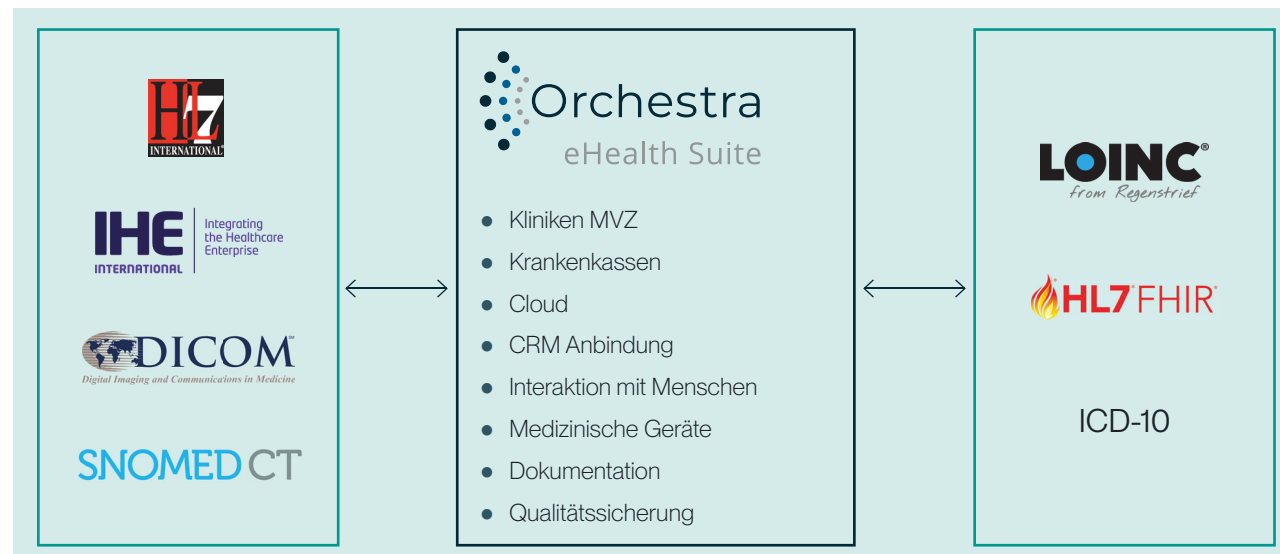 HL7
INTERNATIONAL®
IHE
INTERNATIONAL
Integrating
the Healthcare
Enterprise
DICOM™
Digital Imaging and Communications in Medicine
SNOMED CT
Orchestra
eHealth Suite
● Kliniken MVZ
● Krankenkassen
● Cloud
● CRM Anbindung
● Interaktion mit Menschen
● Medizinische Geräte
● Dokumentation
● Qualitätssicherung
LOINC®
from Regenstrief
HL7® FHIR®
ICD-10